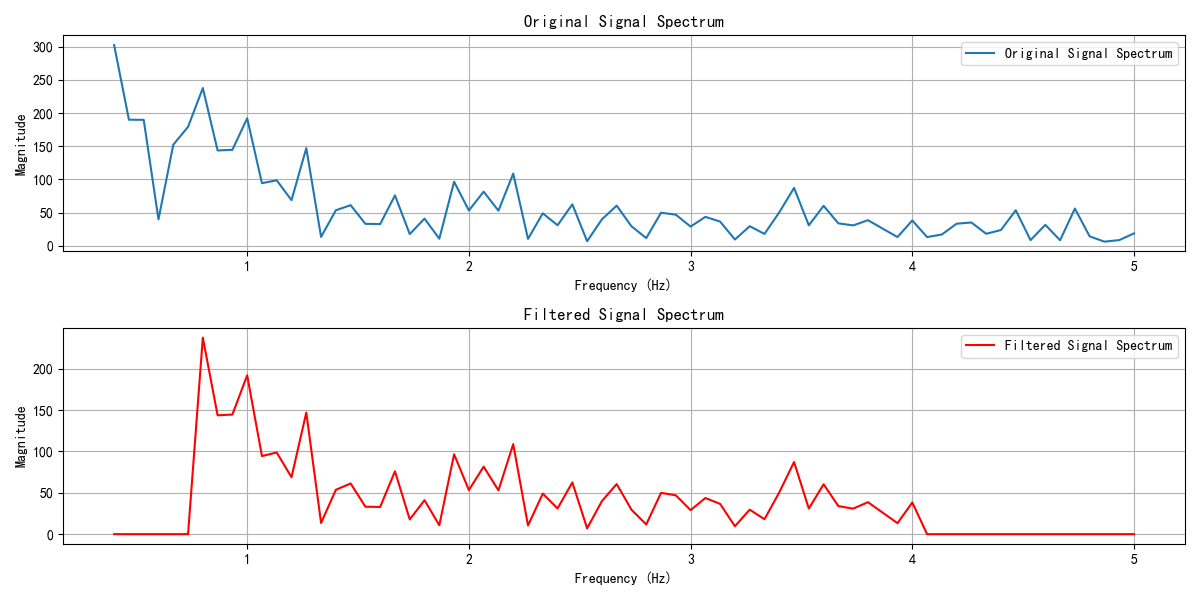 Original Signal Spectrum
300
250
200
150
100
50
0
Magnitude
Original Signal Spectrum
1
2
3
4
5
Frequency (Hz)
Filtered Signal Spectrum
200
150
100
50
0
Magnitude
Filtered Signal Spectrum
1
2
3
4
5
Frequency (Hz)